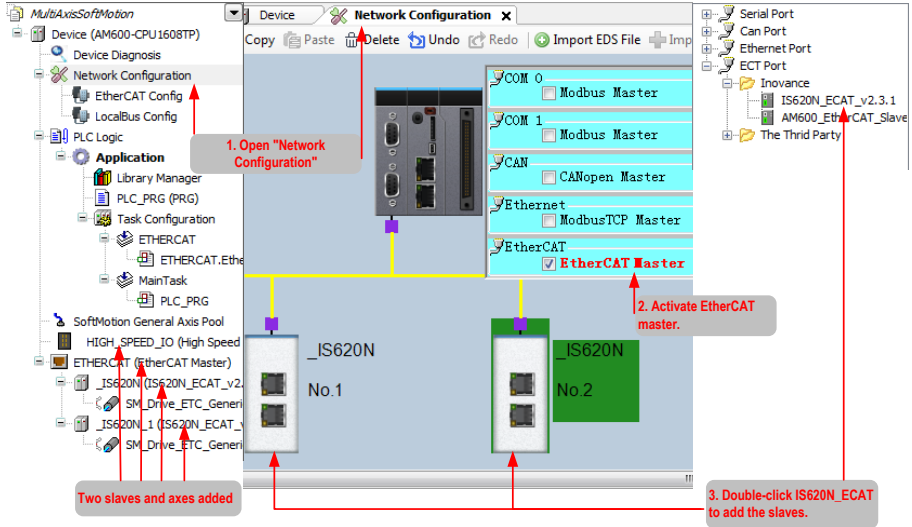 MultiAxisSoftMotion
Device (AM600-CPU1608TP)
Device Diagnosis
Network Configuration
EtherCAT Config
LocalBus Config
PLC Logic
Application
Library Manager
PLC_PRG (PRG)
Task Configuration
ETHERCAT
ETHERCAT.Ethe
MainTask
PLC_PRG
SoftMotion General Axis Pool
HIGH_SPEED_IO (High Speed
ETHERCAT (EtherCAT Master)
_IS620N (IS620N_ECAT_v2.
SM_Drive_ETC_Generi
_IS620N_1 (IS620N_ECAT_v
SM_Drive_ETC_Generi
Two slaves and axes added
Device
Network Configuration x
Copy Paste Delete Undo Redo Import EDS File Imp
1. Open "Network
Configuration"
COM 0
Modbus Master
COM 1
Modbus Master
CAN
CANopen Master
Ethernet
ModbusTCP Master
EtherCAT
EtherCAT Master
2. Activate EtherCAT
master.
_IS620N
No.1
_IS620N
No.2
Serial Port
Can Port
Ethernet Port
ECT Port
Inovance
IS620N_ECAT_v2.3.1
AM600_EtherCAT_Slave
The Thrid Party
3. Double-click IS620N_ECAT
to add the slaves.